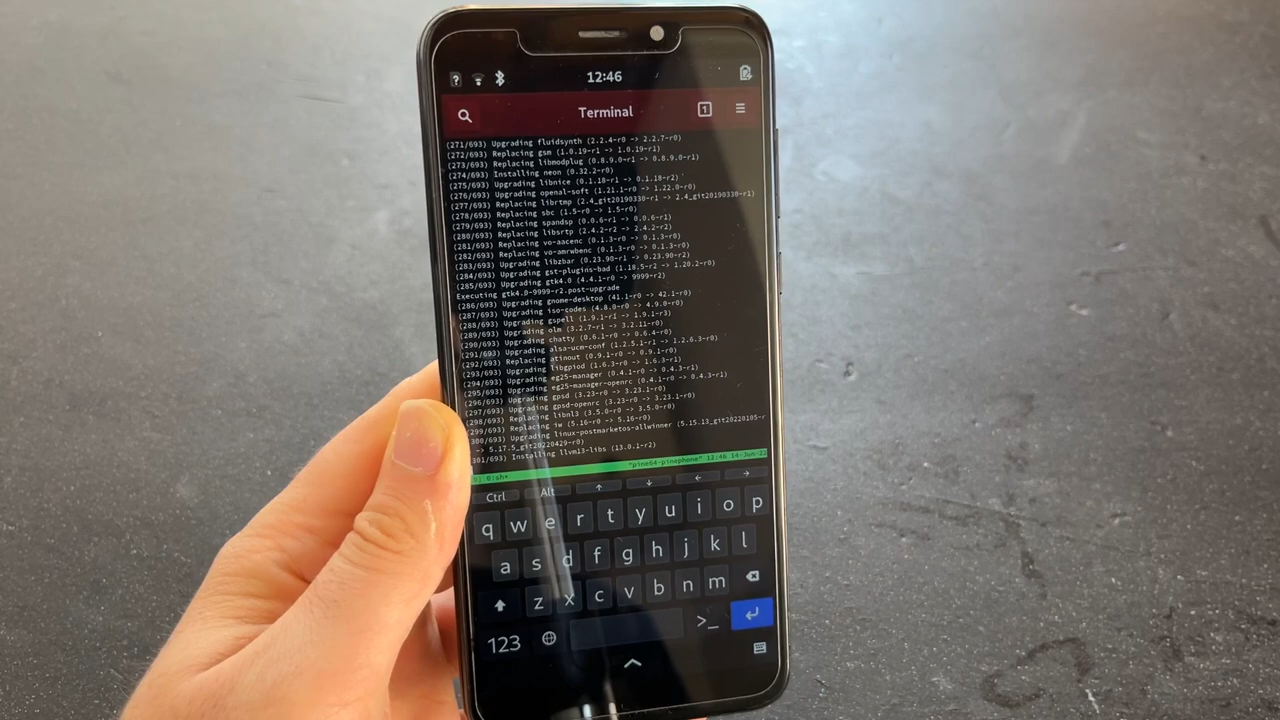 12:46
Terminal
1
(271/693) Upgrading fluidsynth (2.2.4-r0 -> 2.2.7-r0)
(272/693) Replacing gsm (1.0.19-r1 -> 1.0.19-r1)
(273/693) Replacing libmodplug (0.8.9.0-r1 -> 0.8.9.0-r1)
(274/693) Installing neon (0.32.2-r0)
(275/693) Upgrading libnice (0.1.18-r1 -> 0.1.18-r2)
(276/693) Upgrading openal-soft (1.21.1-r0 -> 1.22.0-r0)
(277/693) Replacing librtmp (2.4_git20190330-r1 -> 2.4_git20190330-r1)
(278/693) Replacing sbc (1.5-r0 -> 1.5-r0)
(279/693) Replacing spandsp (0.0.6-r1 -> 0.0.6-r1)
(280/693) Replacing libsrtp (2.4.2-r2 -> 2.4.2-r2)
(281/693) Replacing vo-aacenc (0.1.3-r0 -> 0.1.3-r0)
(282/693) Replacing vo-amrwbenc (0.1.3-r0 -> 0.1.3-r0)
(283/693) Upgrading libzbar (0.23.90-r1 -> 0.23.90-r2)
(284/693) Upgrading gst-plugins-bad (1.18.5-r2 -> 1.20.2-r0)
(285/693) Upgrading gtk4.0 (4.4.1-r0 -> 9999-r2)
Executing gtk4.0-9999-r2.post-upgrade
(286/693) Upgrading gnome-desktop (41.1-r0 -> 42.1-r0)
(287/693) Upgrading iso-codes (4.8.0-r0 -> 4.9.0-r0)
(288/693) Upgrading gspell (1.9.1-r1 -> 1.9.1-r3)
(289/693) Upgrading olm (3.2.7-r1 -> 3.2.11-r0)
(290/693) Upgrading chatty (0.6.1-r0 -> 0.6.4-r0)
(291/693) Upgrading alsa-ucm-conf (1.2.5.1-r1 -> 1.2.6.3-r0)
(292/693) Replacing atinout (0.9.1-r0 -> 0.9.1-r0)
(293/693) Upgrading libgpiod (1.6.3-r0 -> 1.6.3-r1)
(294/693) Upgrading eg25-manager (0.4.1-r0 -> 0.4.3-r1)
(295/693) Upgrading eg25-manager-openrc (0.4.1-r0 -> 0.4.3-r1)
(296/693) Upgrading gpsd (3.23-r0 -> 3.23.1-r0)
(297/693) Upgrading gpsd-openrc (3.23-r0 -> 3.23.1-r0)
(298/693) Replacing libnl3 (3.5.0-r0 -> 3.5.0-r0)
(299/693) Replacing iw (5.16-r0 -> 5.16-r0)
300/693) Upgrading linux-postmarketos-allwinner (5.15.13_git20220105-r
-> 5.17.5_git20220429-r0)
301/693) Installing llvm13-libs (13.0.1-r2)
0] 0:sh* "pine64-pinephone" 12:46 14-Jun-22
Ctrl Alt ↑ ↓ ← →
q w e r t y u i o p
a s d f g h j k l
z x c v b n m
123 >_